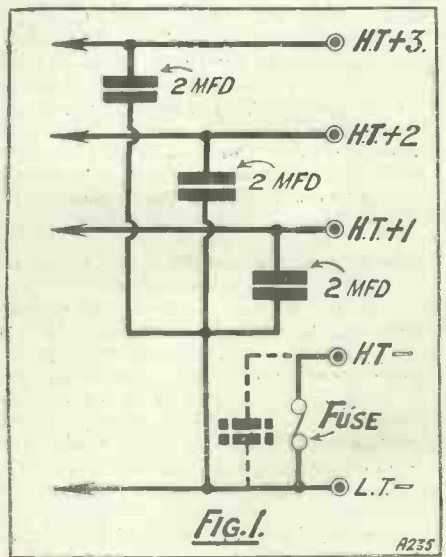 H.T.+3.
2 MFD
H.T.+2
2 MFD
H.T.+1
2 MFD
H.T.-
FUSE
L.T.-
FIG.1.
A235